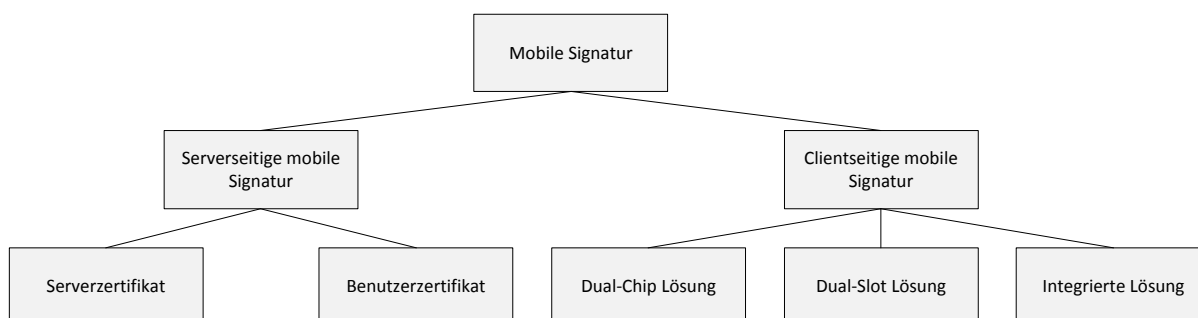 Mobile Signatur
Serverseitige mobile
Signatur
Clientseitige mobile
Signatur
Serverzertifikat
Benutzerzertifikat
Dual-Chip Lösung
Dual-Slot Lösung
Integrierte Lösung